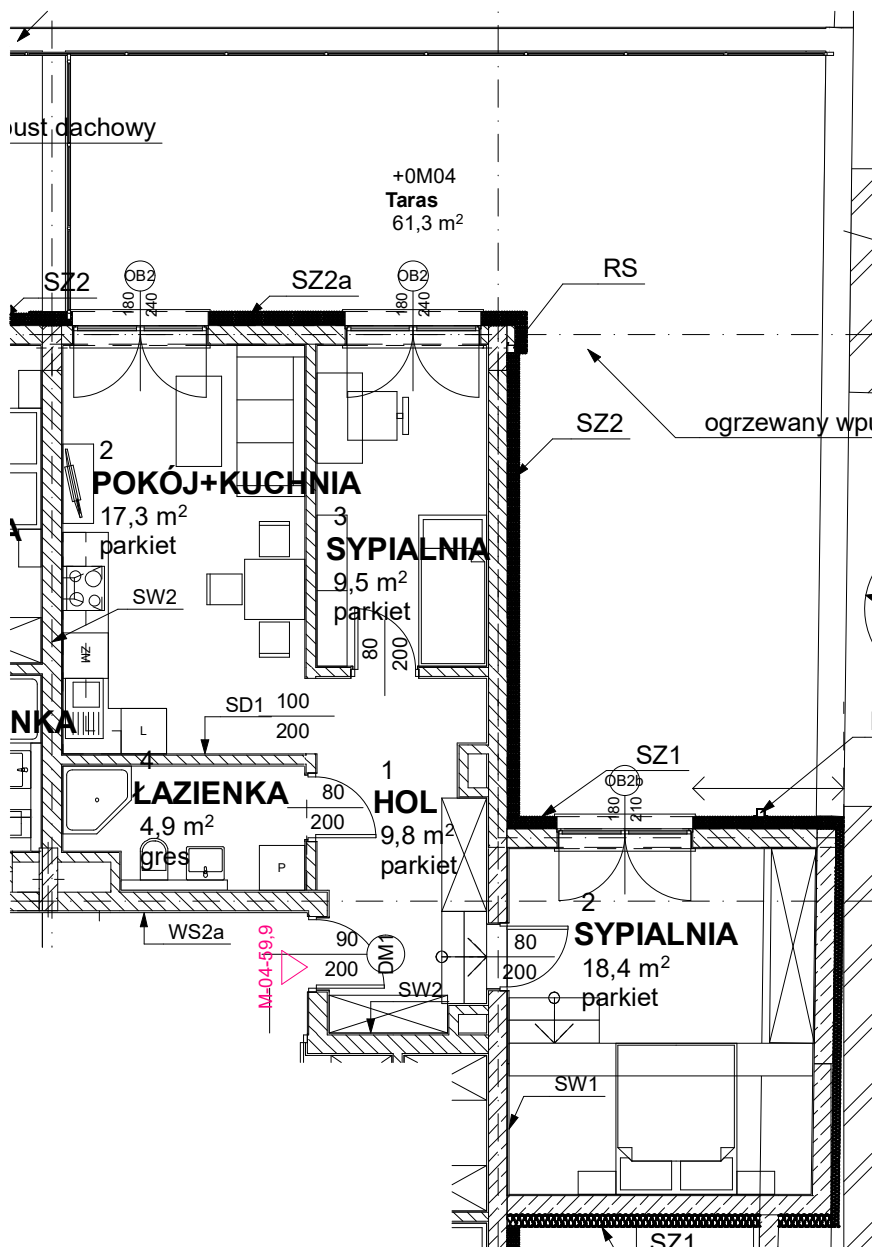 pust dachowy
+0M04
Taras
61,3 m²
SZ2
OB2
180
240
SZ2a
OB2
180
240
RS
SZ2
ogrzewany wpu
2
POKÓJ+KUCHNIA
17,3 m²
parkiet
3
SYPIALNIA
9,5 m²
parkiet
SW2
80
200
ZM
SD1
100
200
NKA
L
4
ŁAZIENKA
4,9 m²
gres
80
200
P
1
HOL
9,8 m²
parkiet
SZ1
OB2b
180
210
WS2a
M-04-59,9
90
200
DM1
SW2
80
200
2
SYPIALNIA
18,4 m²
parkiet
SW1
SZ1